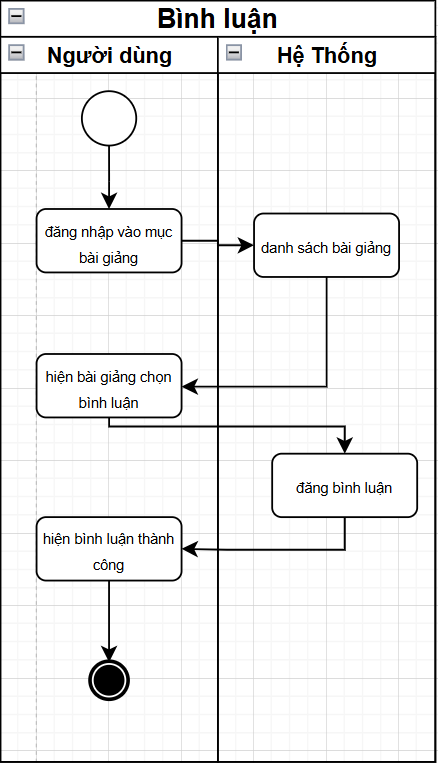 Bình luận
Người dùng
Hệ Thống
đăng nhập vào mục
bài giảng
danh sách bài giảng
hiện bài giảng chọn
bình luận
đăng bình luận
hiện bình luận thành
công